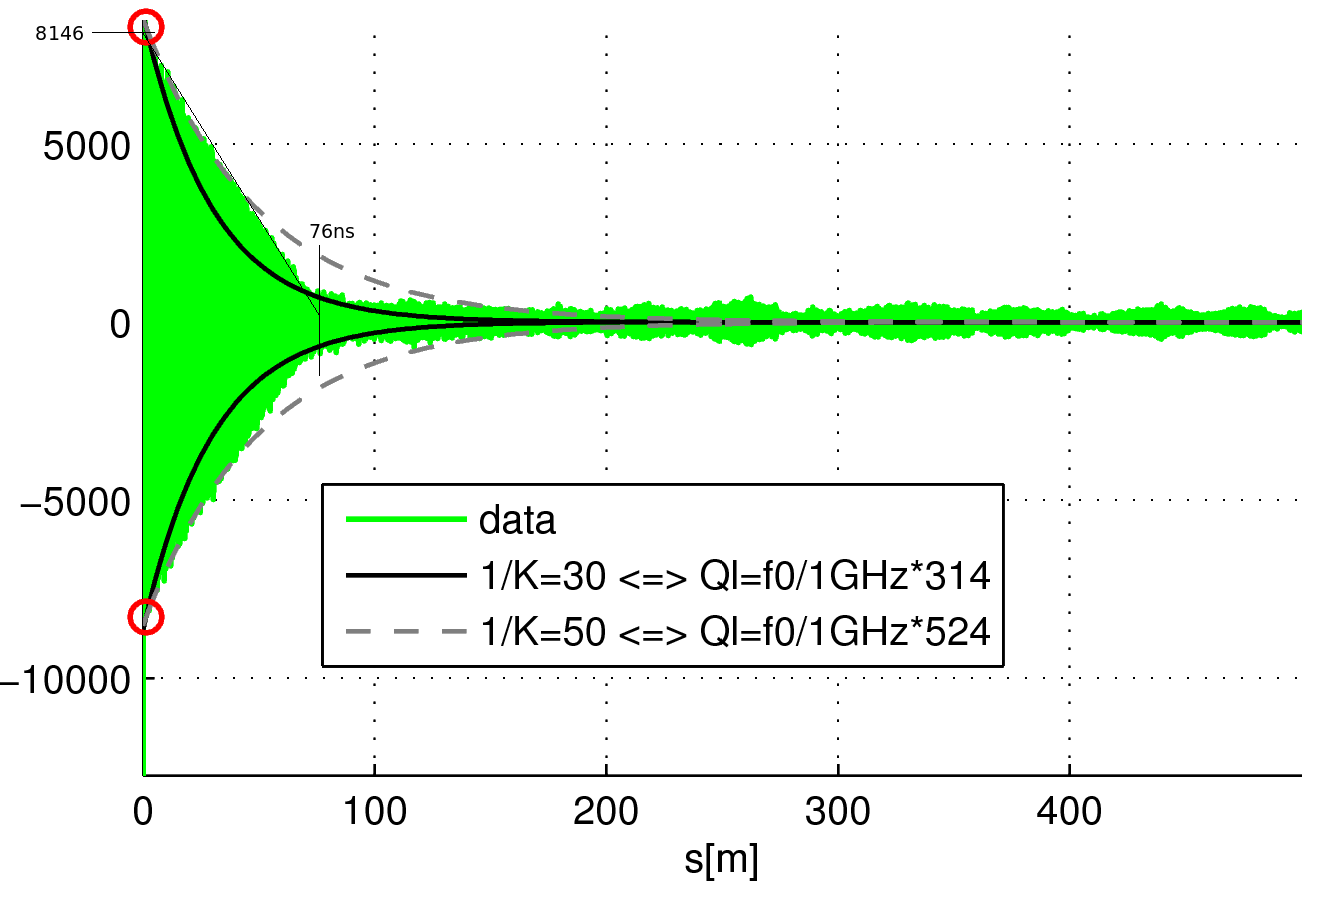 8146
5000
76ns
0
−5000
data
1/K=30 <=> Ql=f0/1GHz*314
1/K=50 <=> Ql=f0/1GHz*524
−10000
0 100 200 300 400
s[m]